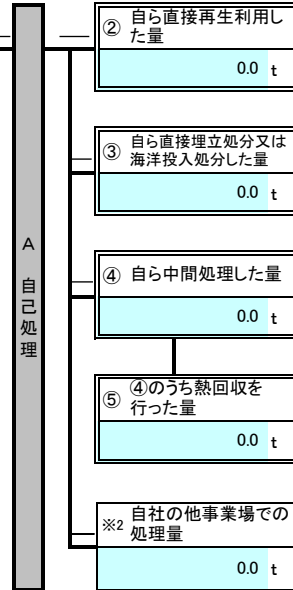 ② 自ら直接再生利用し
た量
0.0 t
③ 自ら直接埋立処分又は
海洋投入処分した量
0.0 t
A
自
己
処
理
④ 自ら中間処理した量
0.0 t
⑤ ④のうち熱回収を
行った量
0.0 t
※2 自社の他事業場での
処理量
0.0 t